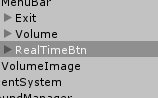 MenuBar
Exit
Volume
RealTimeBtn
VolumeImage
entSystem
undManager